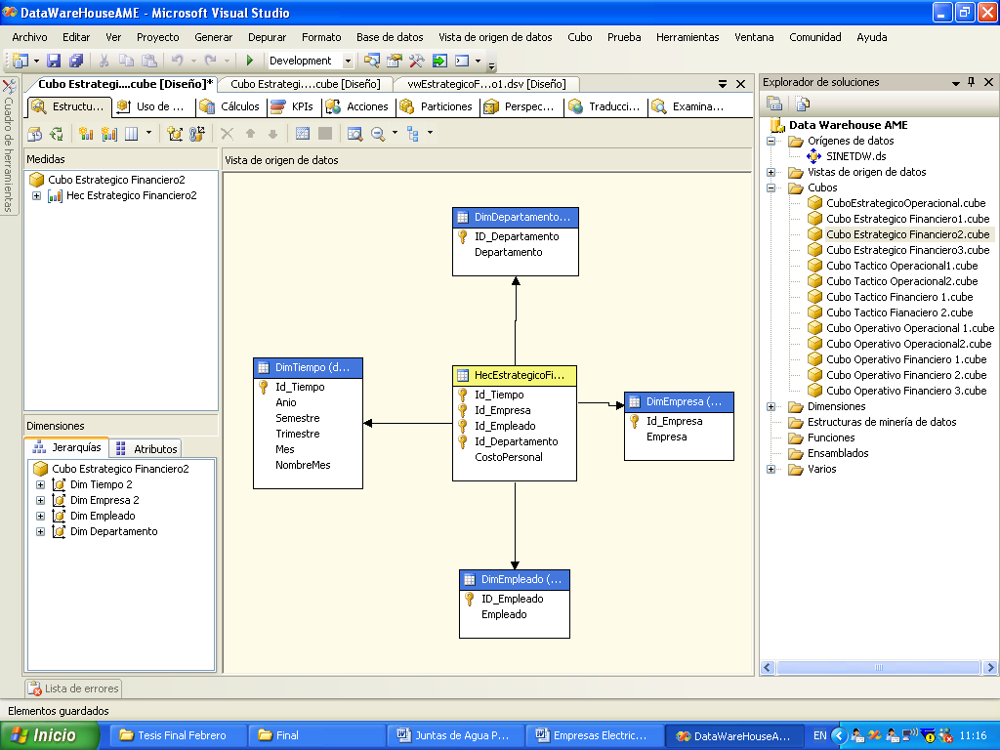 DataWareHouseAME - Microsoft Visual Studio
Archivo Editar Ver Proyecto Generar Depurar Formato Base de datos Vista de origen de datos Cubo Prueba Herramientas Ventana Comunidad Ayuda
Development
Cubo Estrategi....cube [Diseño]* Cubo Estrategi....cube [Diseño] vwEstrategicoF...o1.dsv [Diseño]
Estructu... Uso de ... Cálculos KPIs Acciones Particiones Perspec... Traducci... Examina...
Cuadro de herramientas
Medidas
Cubo Estrategico Financiero2
Hec Estrategico Financiero2
Dimensiones
Jerarquías Atributos
Cubo Estrategico Financiero2
Dim Tiempo 2
Dim Empresa 2
Dim Empleado
Dim Departamento
Vista de origen de datos
DimDepartamento...
ID_Departamento
Departamento
DimTiempo (d...
Id_Tiempo
Anio
Semestre
Trimestre
Mes
NombreMes
HecEstrategicoFi...
Id_Tiempo
Id_Empresa
Id_Empleado
Id_Departamento
CostoPersonal
DimEmpresa (...
Id_Empresa
Empresa
DimEmpleado (...
ID_Empleado
Empleado
Explorador de soluciones
Data Warehouse AME
Orígenes de datos
SINETDW.ds
Vistas de origen de datos
Cubos
CuboEstrategicoOperacional.cube
Cubo Estrategico Financiero1.cube
Cubo Estrategico Financiero2.cube
Cubo Estrategico Financiero3.cube
Cubo Tactico Operacional1.cube
Cubo Tactico Operacional2.cube
Cubo Tactico Financiero 1.cube
Cubo Tactico Fianaciero 2.cube
Cubo Operativo Operacional 1.cube
Cubo Operativo Operacional2.cube
Cubo Operativo Financiero 1.cube
Cubo Operativo Financiero 2.cube
Cubo Operativo Financiero 3.cube
Dimensiones
Estructuras de minería de datos
Funciones
Ensamblados
Varios
Lista de errores
Elementos guardados
Inicio Tesis Final Febrero Final Juntas de Agua P... Empresas Electric... DataWareHouseA... EN 11:16